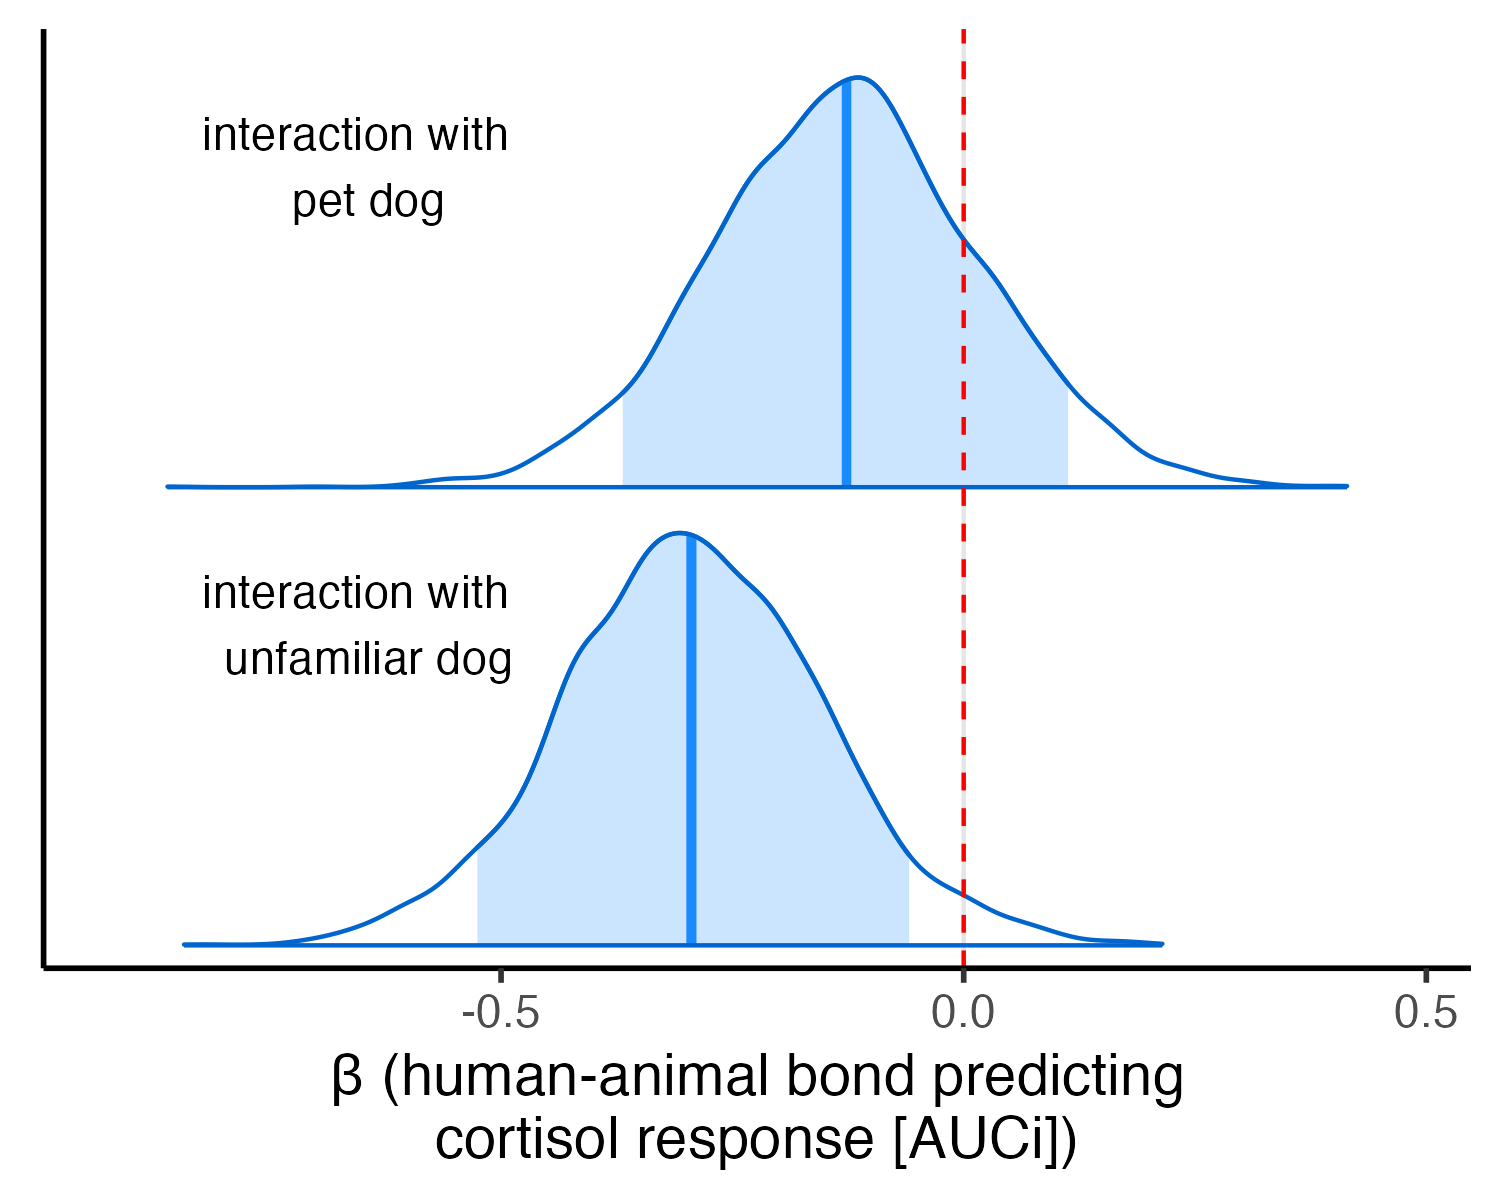 interaction with
pet dog
interaction with
unfamiliar dog
-0.5
0.0
0.5
β (human-animal bond predicting
cortisol response [AUCi])